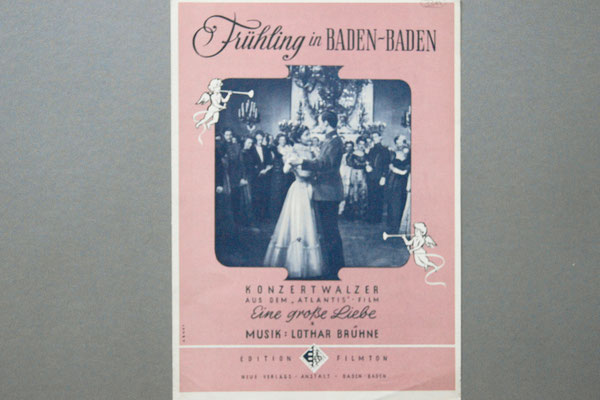 Frühling in BADEN-BADEN
KONZERTWALZER
AUS DEM „ATLANTIS"-FILM
Eine große Liebe
MUSIK: LOTHAR BRÜHNE
EDITION FILMTON
NEUE VERLAGS-ANSTALT · BADEN-BADEN